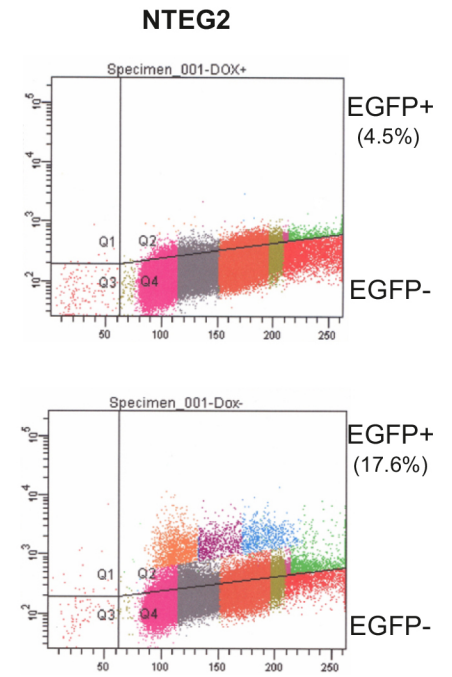 NTEG2
Specimen_001-DOX+
EGFP+
(4.5%)
10^5
10^4
10^3
10^2
Q1 Q2
Q3 Q4
EGFP-
50 100 150 200 250
Specimen_001-Dox-
EGFP+
(17.6%)
10^5
10^4
10^3
10^2
Q1 Q2
Q3 Q4
EGFP-
50 100 150 200 250